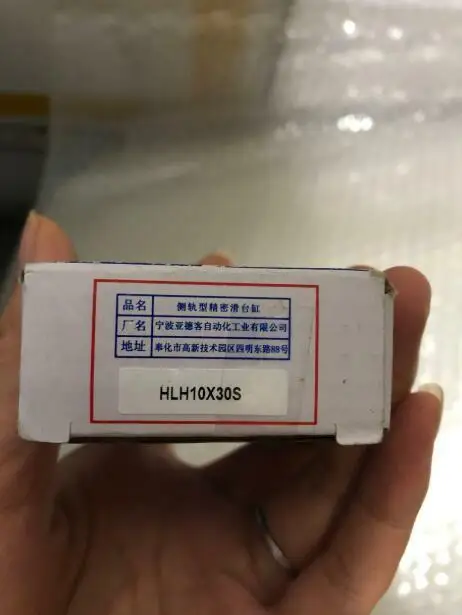 品名 侧轨型精密滑台缸
厂名 宁波亚德客自动化工业有限公司
地址 奉化市高新技术园区四明东路88号
HLH10X30S